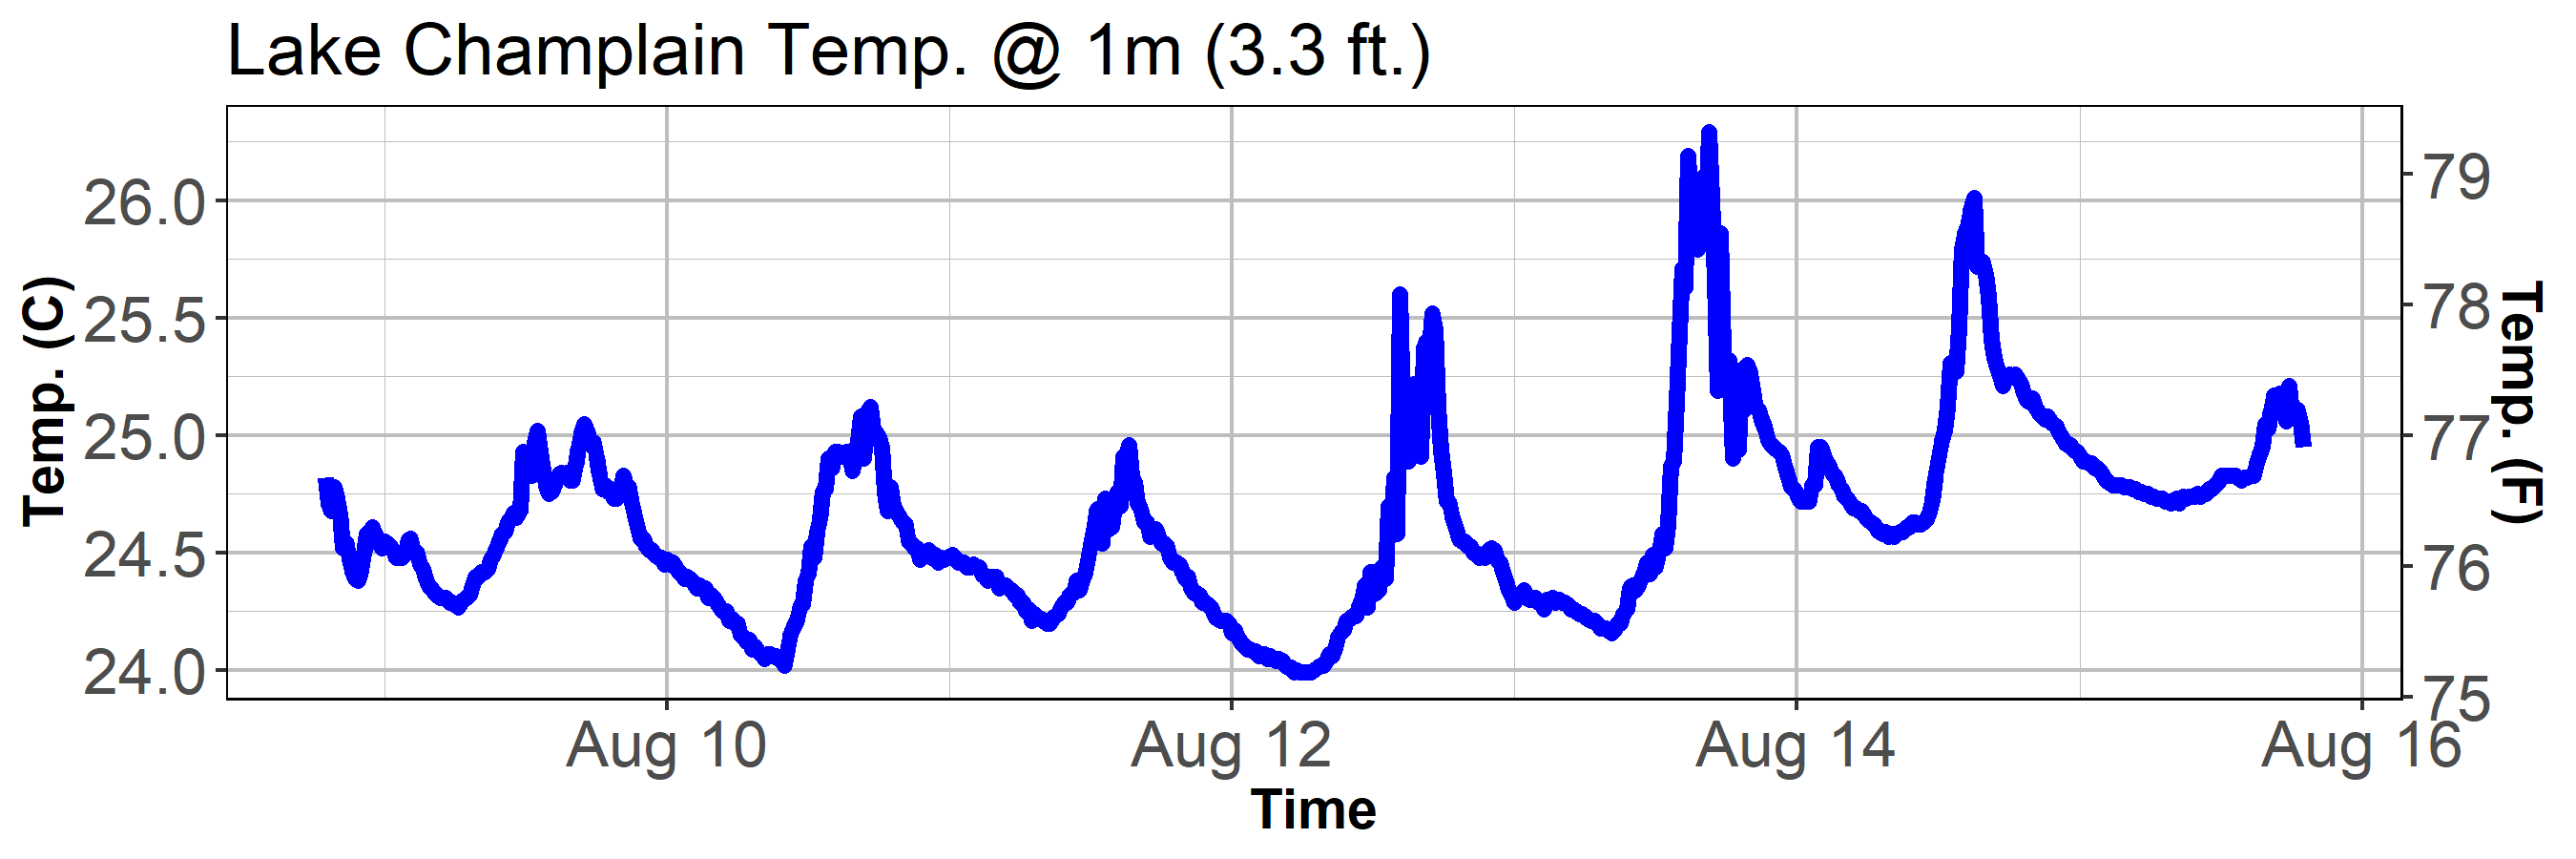 Lake Champlain Temp. @ 1m (3.3 ft.)
Temp. (C)
26.0
25.5
25.0
24.5
24.0
79
78
77
76
75
Temp. (F)
Aug 10 Aug 12 Aug 14 Aug 16
Time